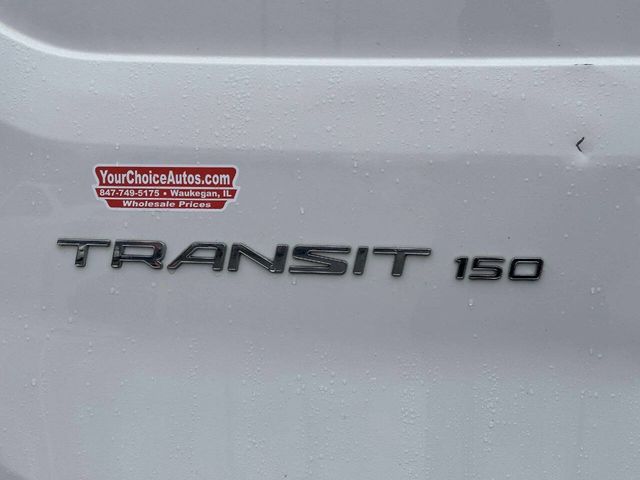 YourChoiceAutos.com
847-749-5175 • Waukegan, IL
Wholesale Prices
TRANSIT 150